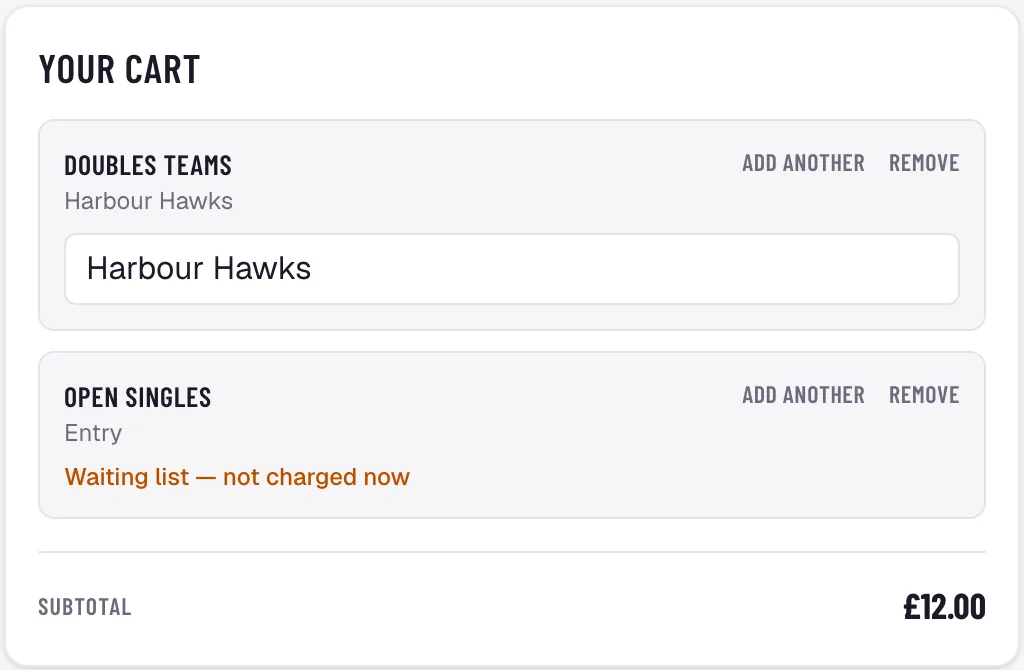 YOUR CART
DOUBLES TEAMS
ADD ANOTHER REMOVE
Harbour Hawks
Harbour Hawks
OPEN SINGLES
ADD ANOTHER REMOVE
Entry
Waiting list — not charged now
SUBTOTAL
£12.00